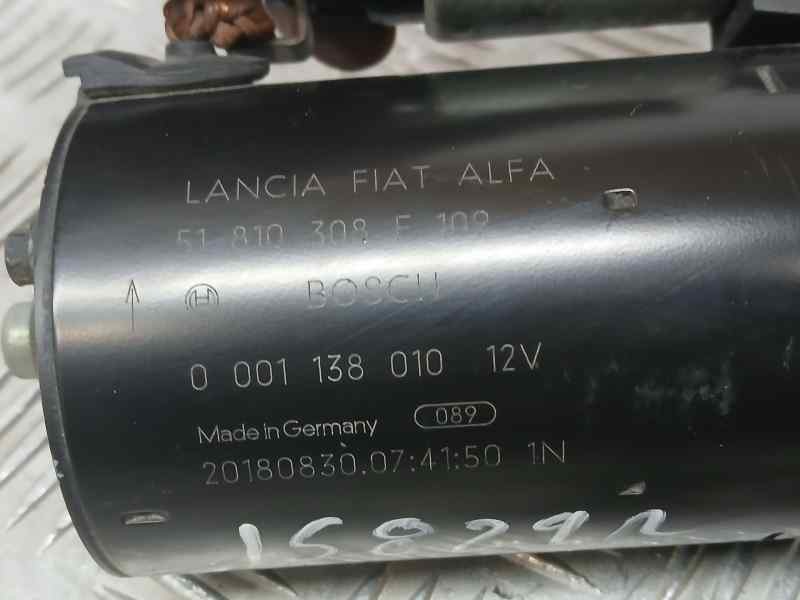 LANCIA FIAT ALFA
51 810 308 E 109
BOSCH
0 001 138 010 12V
Made in Germany 089
20180830.07:41:50 1N